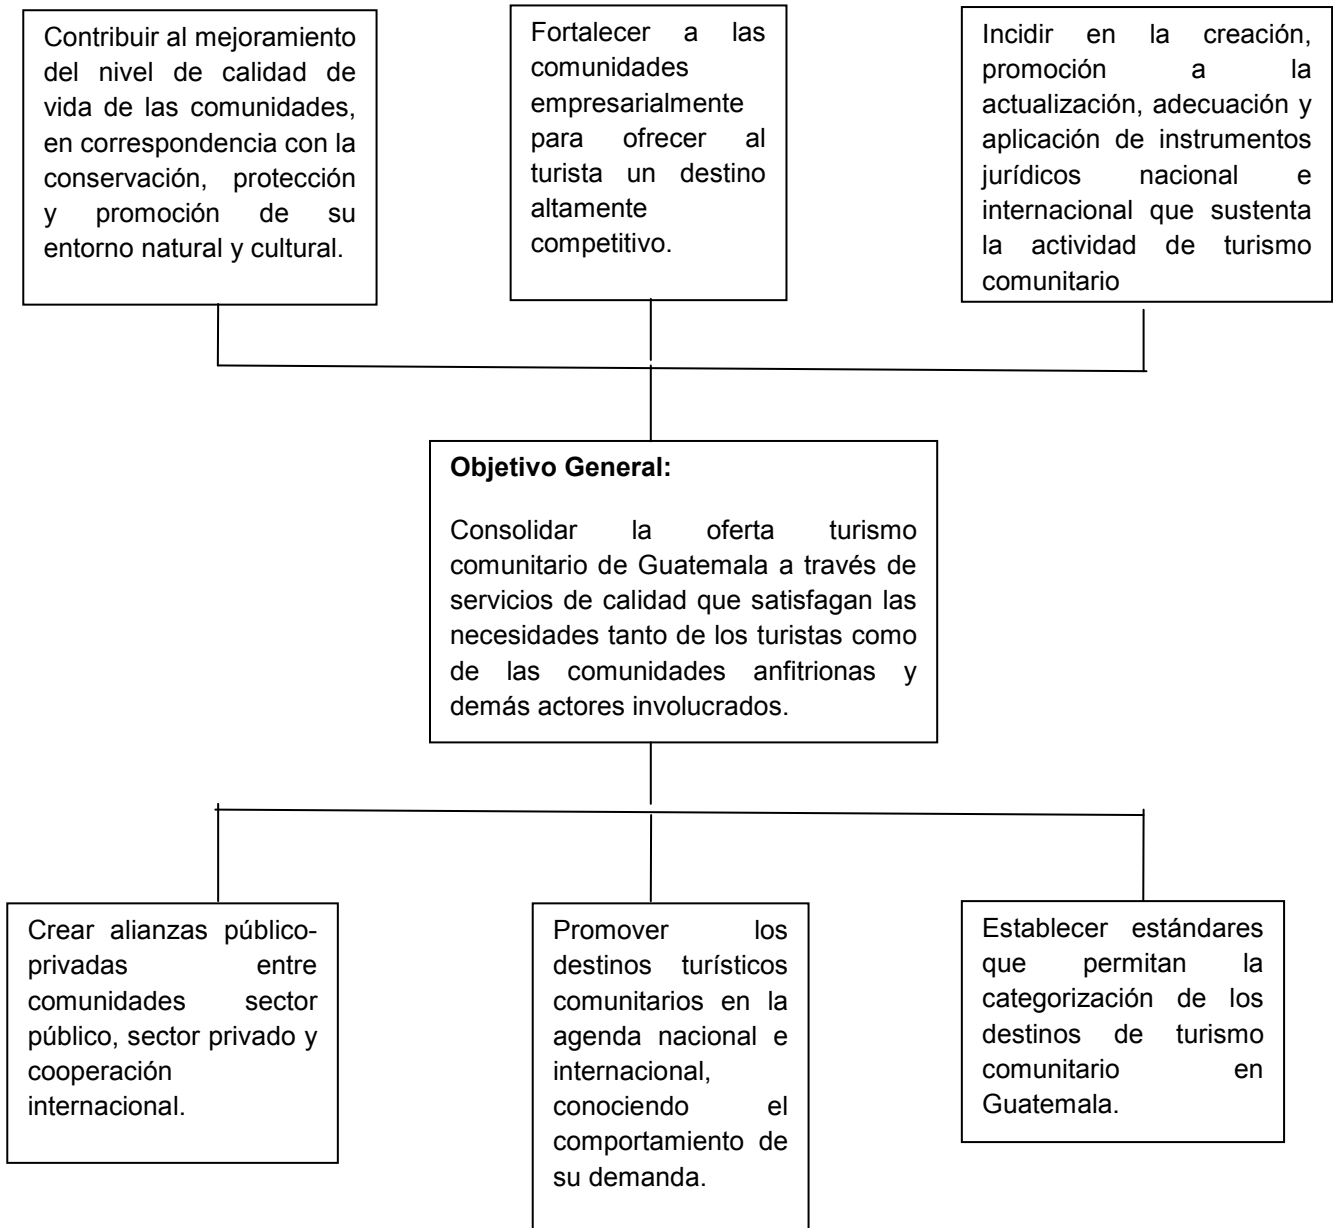 Contribuir al mejoramiento
del nivel de calidad de
vida de las comunidades,
en correspondencia con la
conservación, protección
y promoción de su
entorno natural y cultural.
Fortalecer a las
comunidades
empresarialmente
para ofrecer al
turista un destino
altamente
competitivo.
Incidir en la creación,
promoción a la
actualización, adecuación y
aplicación de instrumentos
jurídicos nacional e
internacional que sustenta
la actividad de turismo
comunitario
Objetivo General:
Consolidar la oferta turismo
comunitario de Guatemala a través de
servicios de calidad que satisfagan las
necesidades tanto de los turistas como
de las comunidades anfitrionas y
demás actores involucrados.
Crear alianzas público-
privadas entre
comunidades sector
público, sector privado y
cooperación
internacional.
Promover los
destinos turísticos
comunitarios en la
agenda nacional e
internacional,
conociendo el
comportamiento de
su demanda.
Establecer estándares
que permitan la
categorización de los
destinos de turismo
comunitario en
Guatemala.